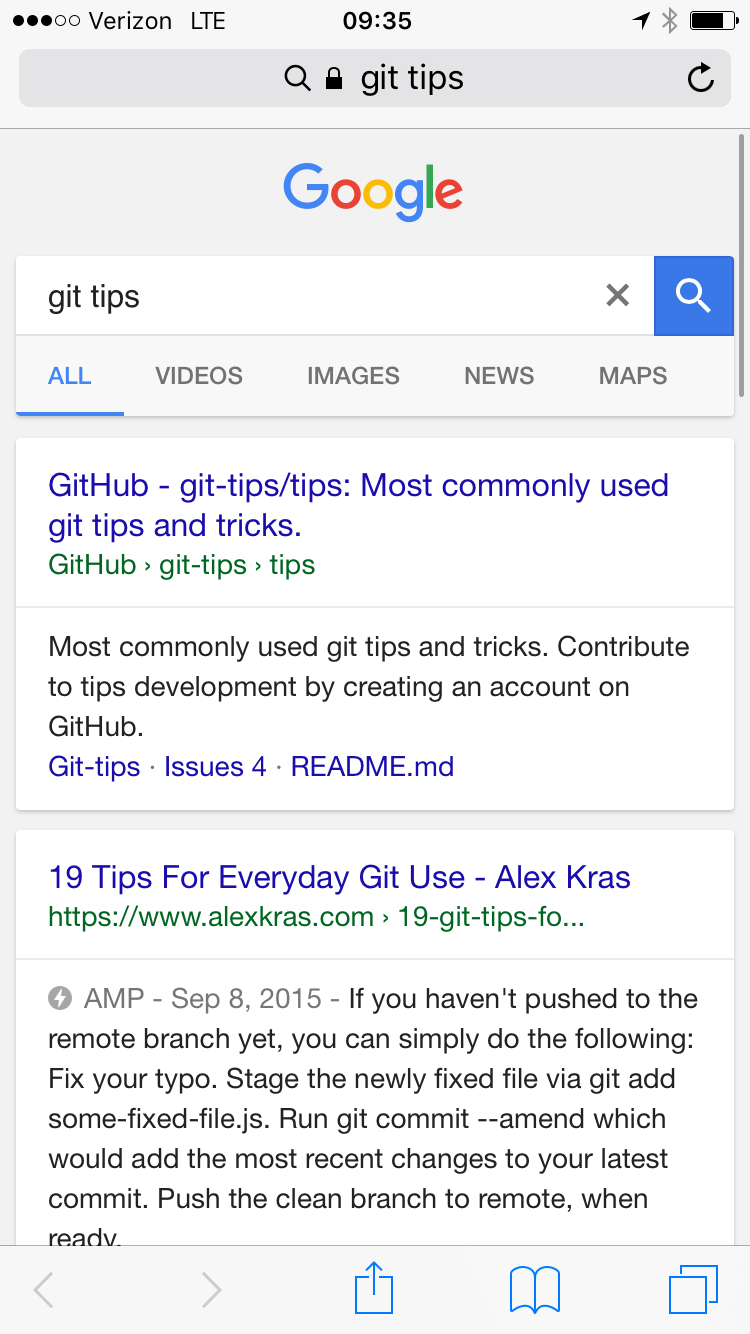 Verizon LTE 09:35
git tips
Google
git tips
ALL VIDEOS IMAGES NEWS MAPS
GitHub - git-tips/tips: Most commonly used
git tips and tricks.
GitHub › git-tips › tips
Most commonly used git tips and tricks. Contribute
to tips development by creating an account on
GitHub.
Git-tips · Issues 4 · README.md
19 Tips For Everyday Git Use - Alex Kras
https://www.alexkras.com › 19-git-tips-fo...
AMP - Sep 8, 2015 - If you haven't pushed to the
remote branch yet, you can simply do the following:
Fix your typo. Stage the newly fixed file via git add
some-fixed-file.js. Run git commit --amend which
would add the most recent changes to your latest
commit. Push the clean branch to remote, when
ready.